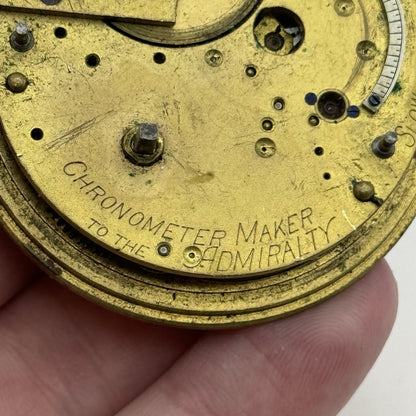 CHRONOMETER MAKER
TO THE ADMIRALTY
S